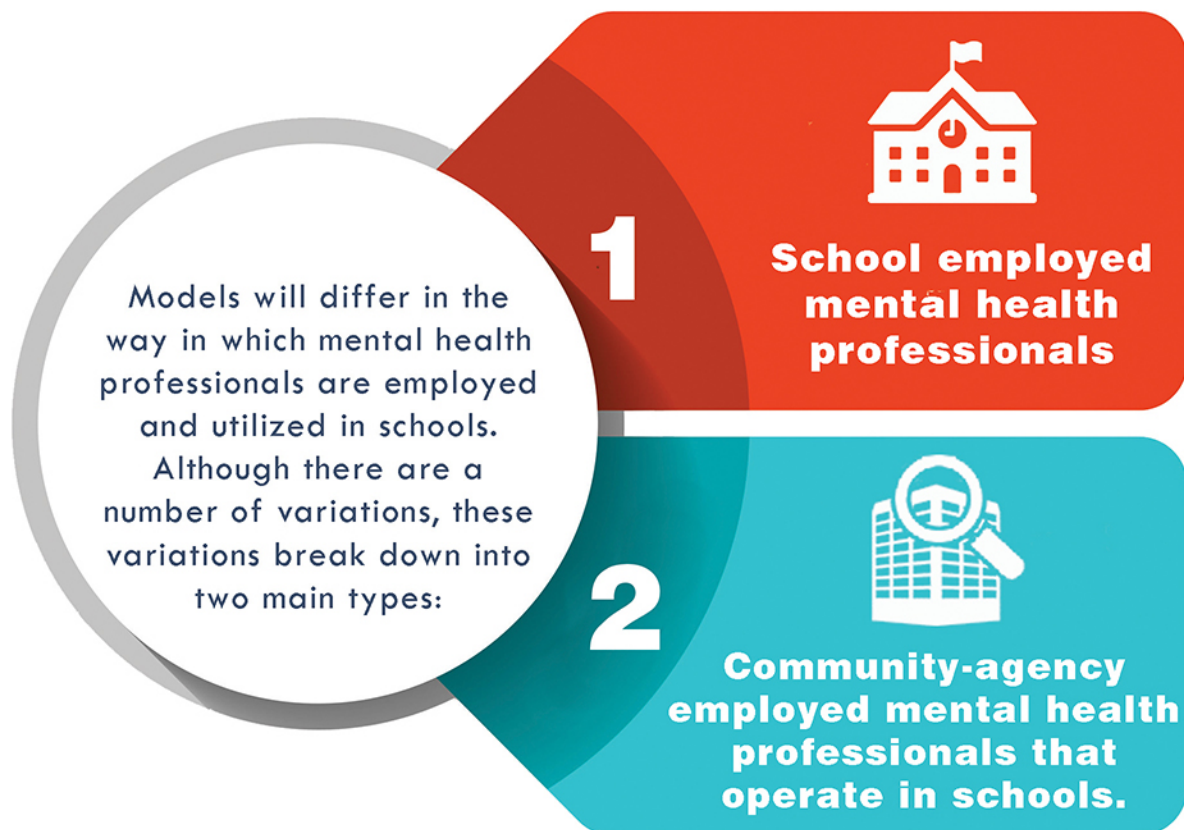 Models will differ in the
way in which mental health
professionals are employed
and utilized in schools.
Although there are a
number of variations, these
variations break down into
two main types:
1
School employed
mental health
professionals
2
Community-agency
employed mental health
professionals that
operate in schools.